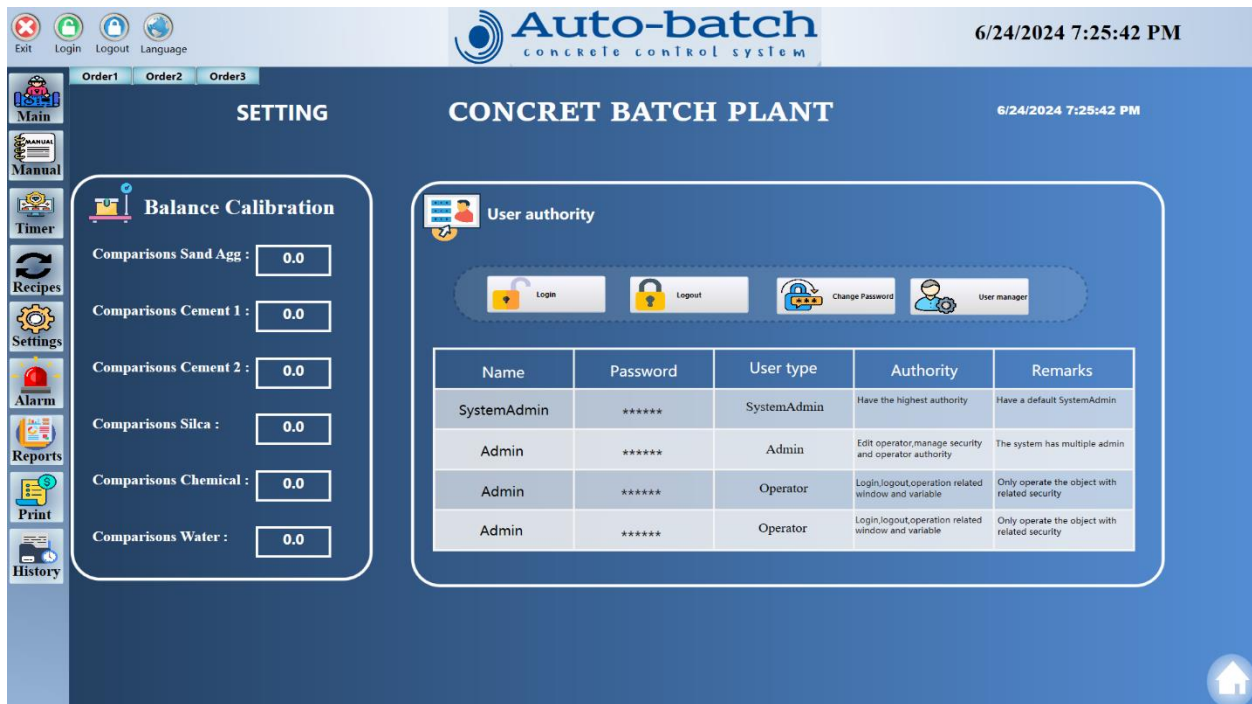 Exit Login Logout Language
Auto-batch
concrete control system
6/24/2024 7:25:42 PM
Order1 Order2 Order3
SETTING
CONCRET BATCH PLANT
6/24/2024 7:25:42 PM
Main
MANUAL
Manual
Timer
Recipes
Settings
Alarm
Reports
Print
History
Balance Calibration
Comparisons Sand Agg : 0.0
Comparisons Cement 1 : 0.0
Comparisons Cement 2 : 0.0
Comparisons Silca : 0.0
Comparisons Chemical : 0.0
Comparisons Water : 0.0
User authority
Login Logout Change Password User manager
Name Password User type Authority Remarks
SystemAdmin ****** SystemAdmin Have the highest authority Have a default SystemAdmin
Admin ****** Admin Edit operator,manage security The system has multiple admin
and operator authority
Admin ****** Operator Login,logout,operation related Only operate the object with
window and variable related security
Admin ****** Operator Login,logout,operation related Only operate the object with
window and variable related security